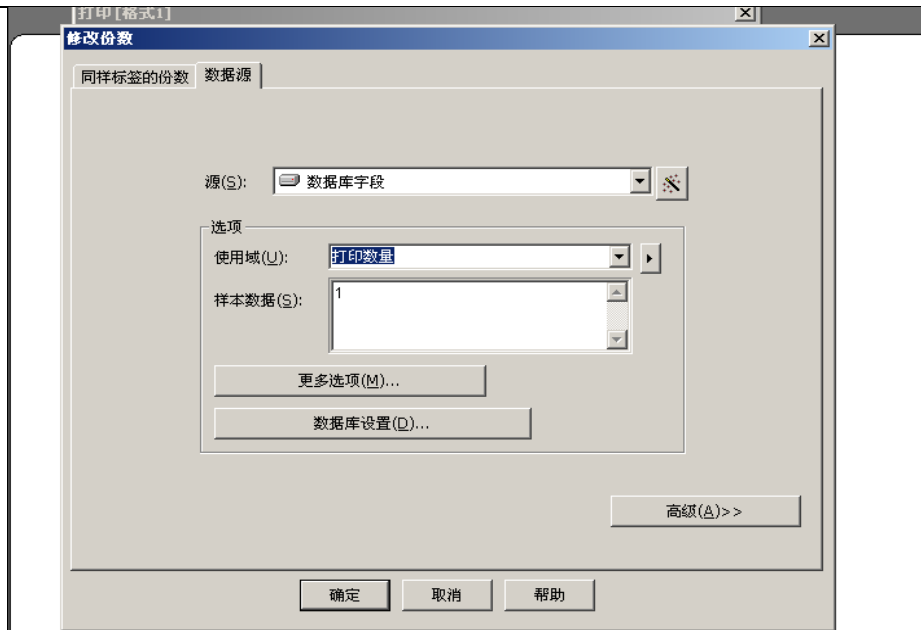 打印[格式1]
修改份数
同样标签的份数 数据源
源(S): 数据库字段
选项
使用域(U): 打印数量
样本数据(S): 1
更多选项(M)...
数据库设置(D)...
高级(A)>>
确定 取消 帮助